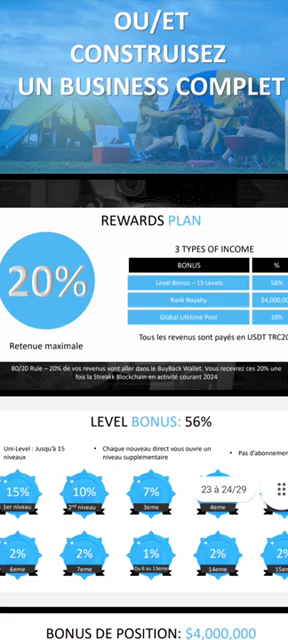 OU/ET
CONSTRUISEZ
UN BUSINESS COMPLET
REWARDS PLAN
20%
Retenue maximale
3 TYPES OF INCOME
BONUS %
Level Bonus – 15 Levels 56%
Rank Royalty $4,000,00
Global Lifetime Pool 10%
Tous les revenus sont payés en USDT TRC20
80/20 Rule – 20% de vos revenus vont aller dans le BuyBack Wallet. Vous recevrez ces 20% une
fois la Streakk Blockchain en activité courant 2024
LEVEL BONUS: 56%
Uni-Level : Jusqu'à 15
niveaux
• Chaque nouveau direct vous ouvre un
niveau supplementaire
• Pas d'abonnemen
15%
1er niveau
10%
2nd niveau
7%
3eme
4eme
23 à 24/29
2%
6eme
2%
7eme
1%
Du 8 au 13eme
2%
14eme
2%
15em
BONUS DE POSITION: $4,000,000